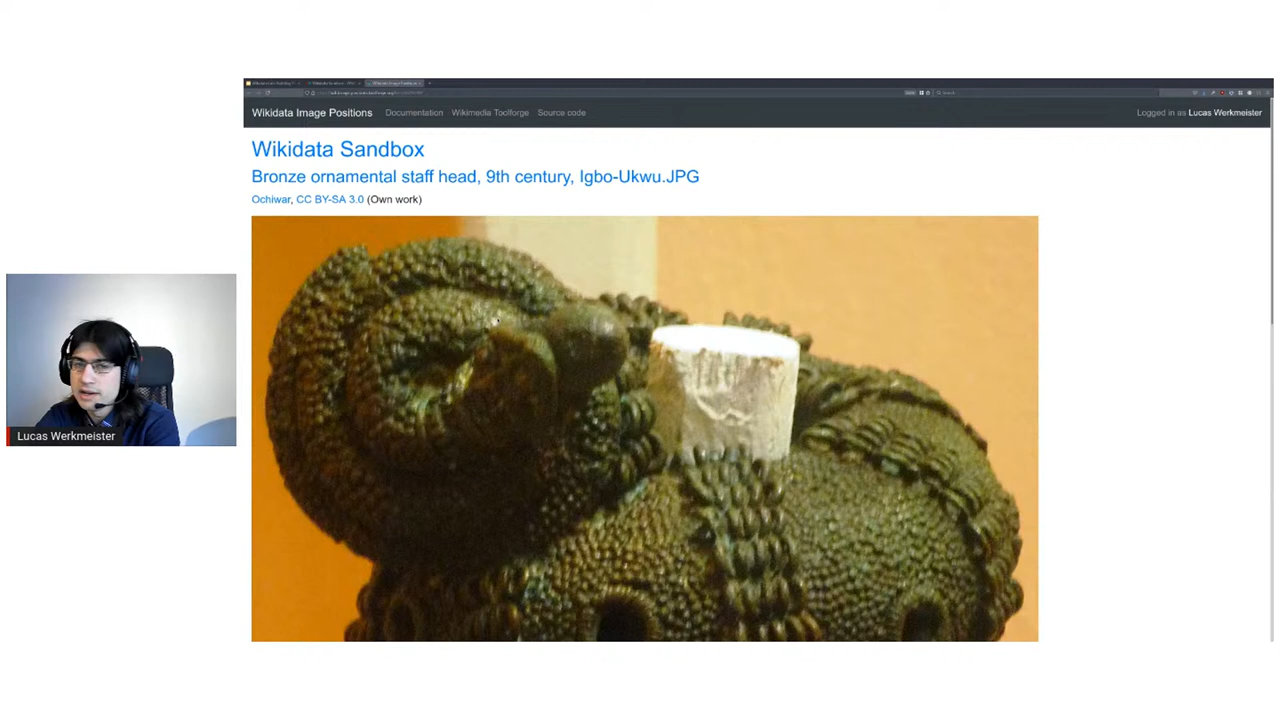 Wikidata Image Positions Documentation Wikimedia Toolforge Source code Logged in as Lucas Werkmeister
Wikidata Sandbox
Bronze ornamental staff head, 9th century, Igbo-Ukwu.JPG
Ochiwar, CC BY-SA 3.0 (Own work)
Lucas Werkmeister